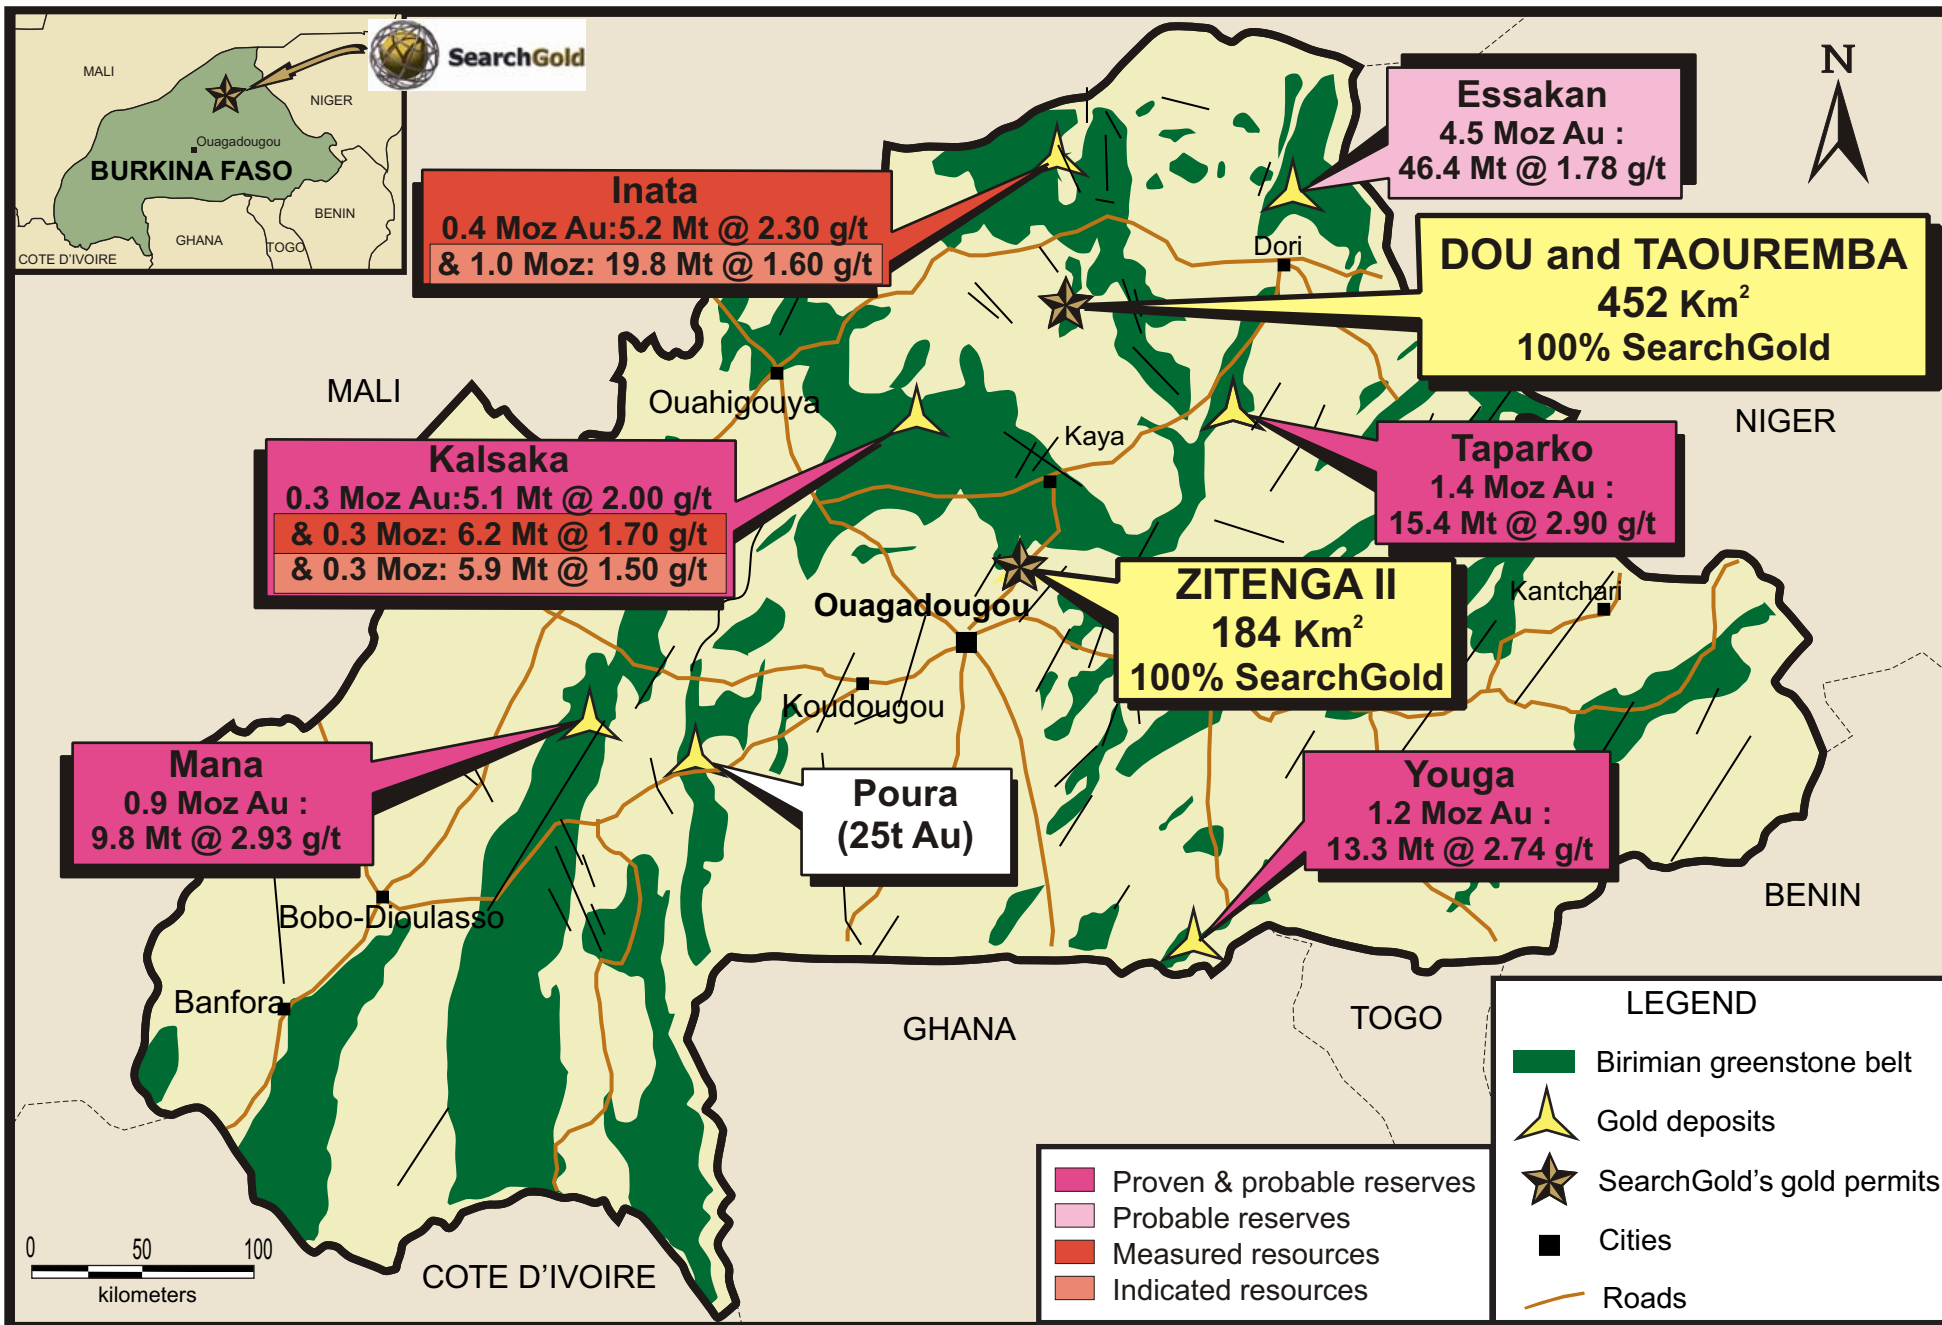 MALI
NIGER
Ouagadougou
BURKINA FASO
BENIN
GHANA
TOGO
COTE D'IVOIRE
SearchGold
N
Essakan
4.5 Moz Au :
46.4 Mt @ 1.78 g/t
Inata
0.4 Moz Au:5.2 Mt @ 2.30 g/t
& 1.0 Moz: 19.8 Mt @ 1.60 g/t
Dori
DOU and TAOUREMBA
452 Km²
100% SearchGold
MALI
Ouahigouya
NIGER
Kaya
Kalsaka
0.3 Moz Au:5.1 Mt @ 2.00 g/t
& 0.3 Moz: 6.2 Mt @ 1.70 g/t
& 0.3 Moz: 5.9 Mt @ 1.50 g/t
Taparko
1.4 Moz Au :
15.4 Mt @ 2.90 g/t
Ouagadougou
ZITENGA II
184 Km²
100% SearchGold
Kantchari
Koudougou
Mana
0.9 Moz Au :
9.8 Mt @ 2.93 g/t
Poura
(25t Au)
Youga
1.2 Moz Au :
13.3 Mt @ 2.74 g/t
Bobo-Dioulasso
BENIN
Banfora
GHANA
TOGO
COTE D'IVOIRE
0 50 100
kilometers
Proven & probable reserves
Probable reserves
Measured resources
Indicated resources
LEGEND
Birimian greenstone belt
Gold deposits
SearchGold's gold permits
Cities
Roads